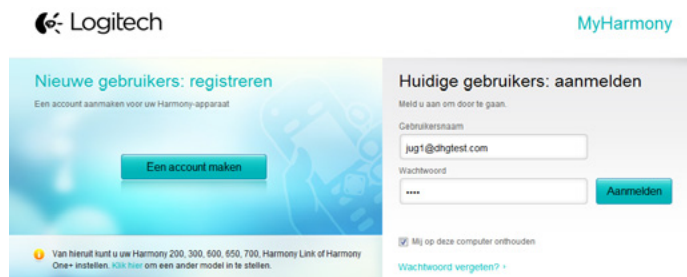 Logitech
MyHarmony
Nieuwe gebruikers: registreren
Een account aanmaken voor uw Harmony-apparaat
Een account maken
Van hieruit kunt u uw Harmony 200, 300, 600, 650, 700, Harmony Link of Harmony
One+ instellen. Klik hier om een ander model in te stellen.
Huidige gebruikers: aanmelden
Meld u aan om door te gaan.
Gebruikersnaam
jug1@dhgtest.com
Wachtwoord
••••
Aanmelden
Mij op deze computer onthouden
Wachtwoord vergeten? ›